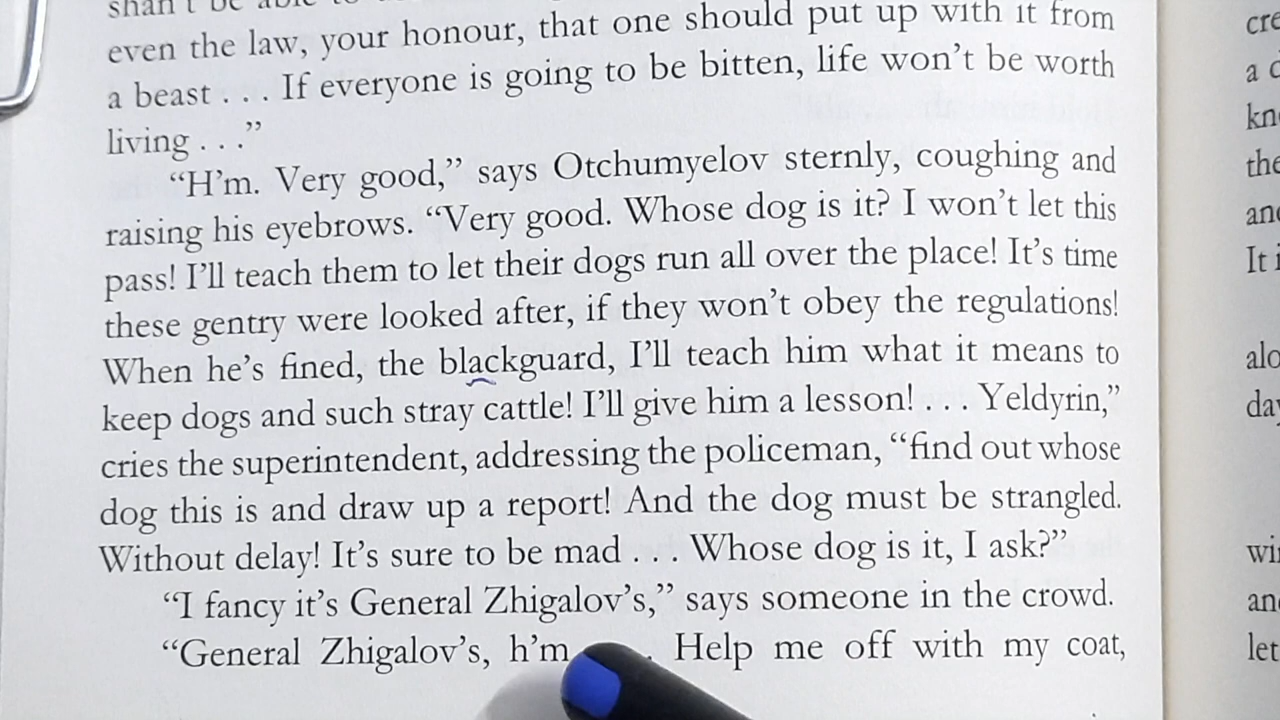 even the law, your honour, that one should put up with it from
a beast . . . If everyone is going to be bitten, life won’t be worth
living . . .”
“H’m. Very good,” says Otchumyelov sternly, coughing and
raising his eyebrows. “Very good. Whose dog is it? I won’t let this
pass! I’ll teach them to let their dogs run all over the place! It’s time
these gentry were looked after, if they won’t obey the regulations!
When he’s fined, the blackguard, I’ll teach him what it means to
keep dogs and such stray cattle! I’ll give him a lesson! . . . Yeldyrin,”
cries the superintendent, addressing the policeman, “find out whose
dog this is and draw up a report! And the dog must be strangled.
Without delay! It’s sure to be mad . . . Whose dog is it, I ask?”
“I fancy it’s General Zhigalov’s,” says someone in the crowd.
“General Zhigalov’s, h’m . Help me off with my coat,